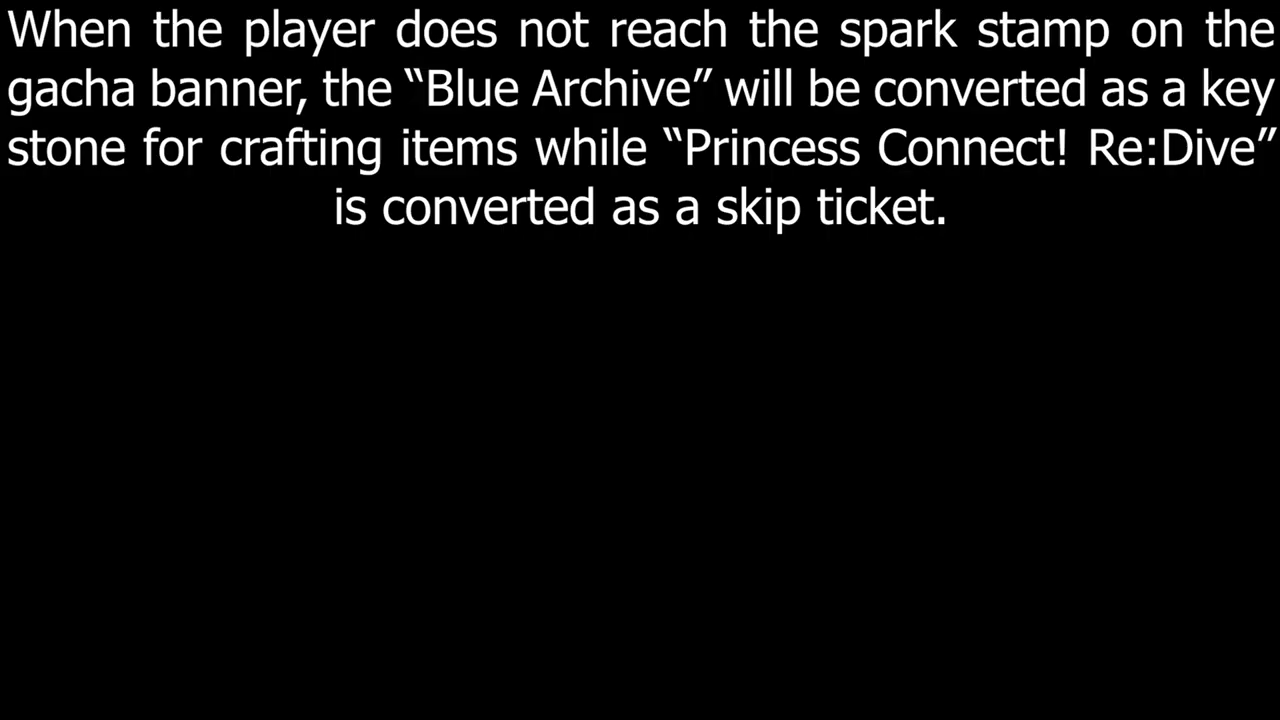 When the player does not reach the spark stamp on the
gacha banner, the “Blue Archive” will be converted as a key
stone for crafting items while “Princess Connect! Re:Dive”
is converted as a skip ticket.